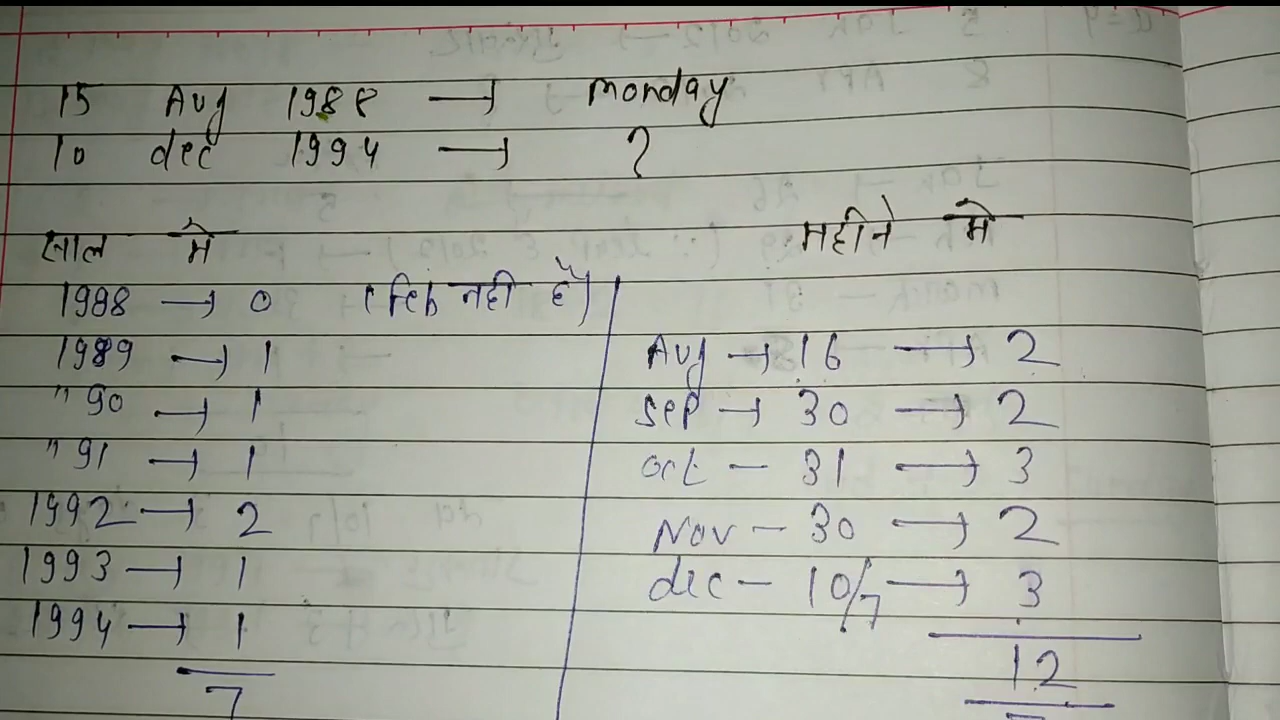 15 Aug 1988 → monday
10 dec 1994 → ?
साल मे
महीने मे
1988 → 0 (Feb नही है)
1989 → 1
" 90 → 1
" 91 → 1
1992 → 2
1993 → 1
1994 → 1
7
Aug → 16 → 2
Sep → 30 → 2
oct - 31 → 3
Nov - 30 → 2
dec - 10/7 → 3
12